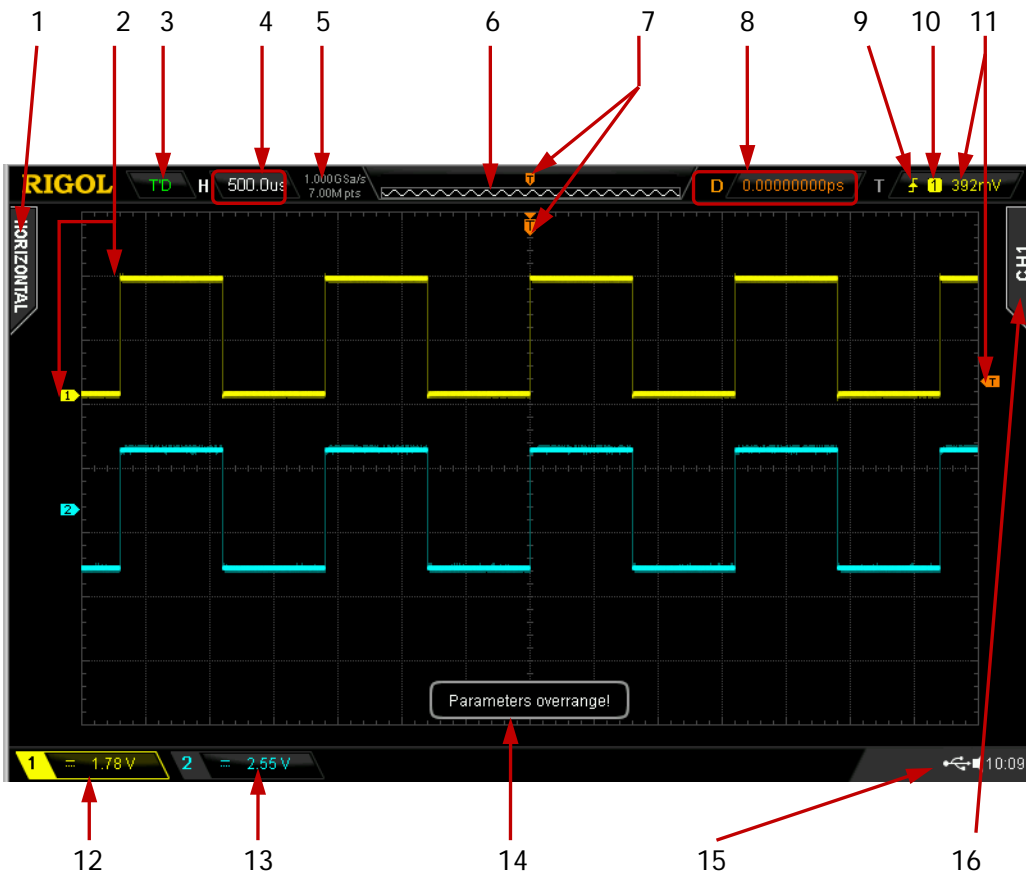 1 2 3 4 5 6 7 8 9 10 11
RIGOL T'D H 500.0us 1.000GSa/s T D 0.00000000ps T 1 392mV
7.00M pts
HORIZONTAL
T
CH1
1
T
2
Parameters overrange!
1 1.78 V 2 2.55 V 10:09
12 13 14 15 16